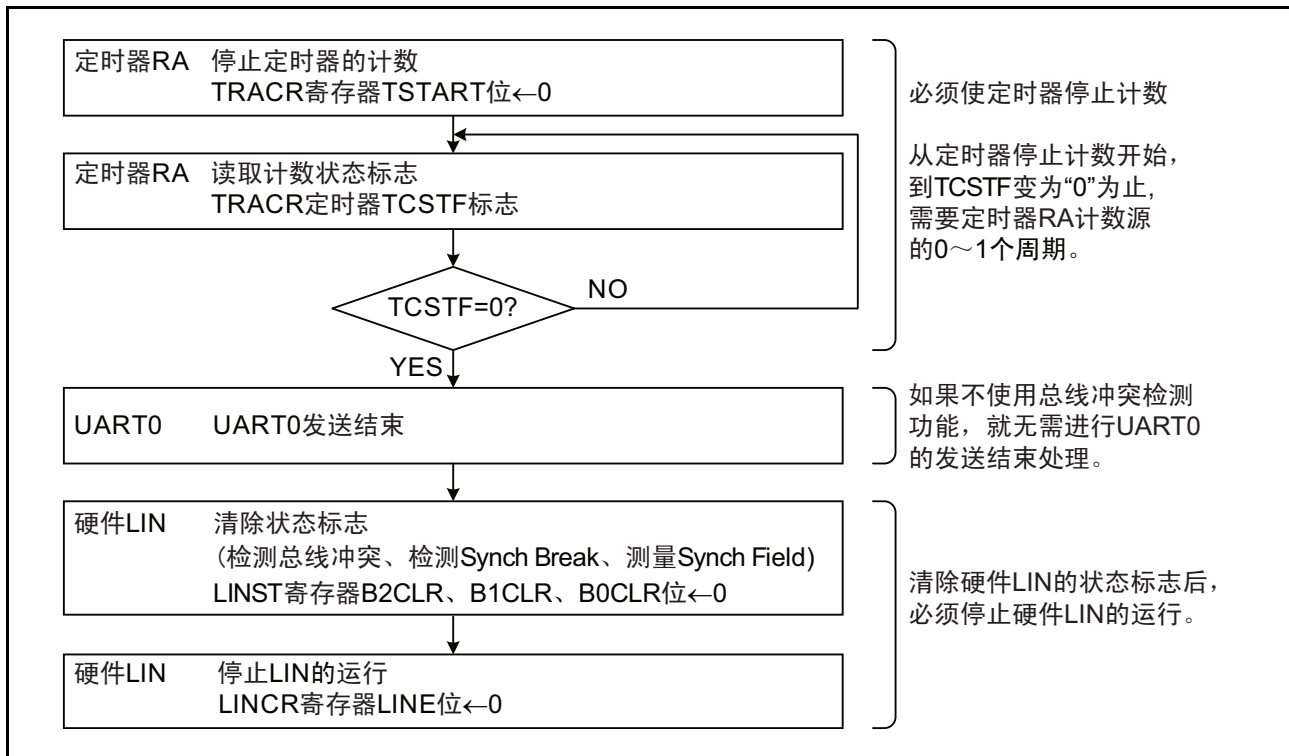 定时器RA 停止定时器的计数
TRACR寄存器TSTART位←0
定时器RA 读取计数状态标志
TRACR定时器TCSTF标志
TCSTF=0?
NO
YES
必须使定时器停止计数
从定时器停止计数开始,
到TCSTF变为“0”为止,
需要定时器RA计数源
的0～1个周期。
UART0 UART0发送结束
如果不使用总线冲突检测
功能，就无需进行UART0
的发送结束处理。
硬件LIN 清除状态标志
(检测总线冲突、检测Synch Break、测量Synch Field)
LINST寄存器B2CLR、B1CLR、B0CLR位←0
硬件LIN 停止LIN的运行
LINCR寄存器LINE位←0
清除硬件LIN的状态标志后，
必须停止硬件LIN的运行。